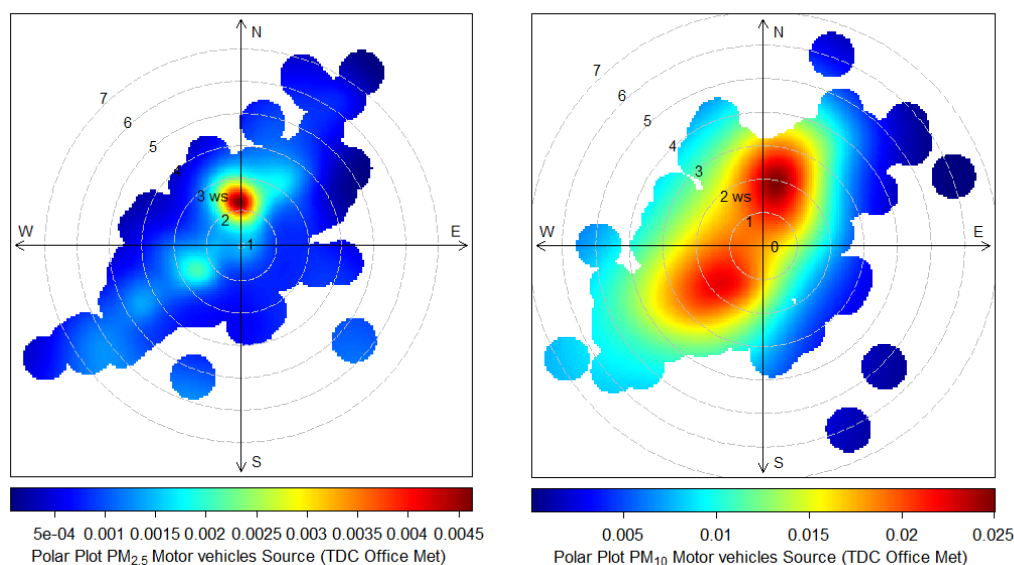 N
7
6
5
4
3 ws
2
1
W
E
S
5e-04 0.001 0.0015 0.002 0.0025 0.003 0.0035 0.004 0.0045
Polar Plot PM2.5 Motor vehicles Source (TDC Office Met)
N
7
6
5
4
3
2 ws
1
0
W
E
S
0.005 0.01 0.015 0.02 0.025
Polar Plot PM10 Motor vehicles Source (TDC Office Met)